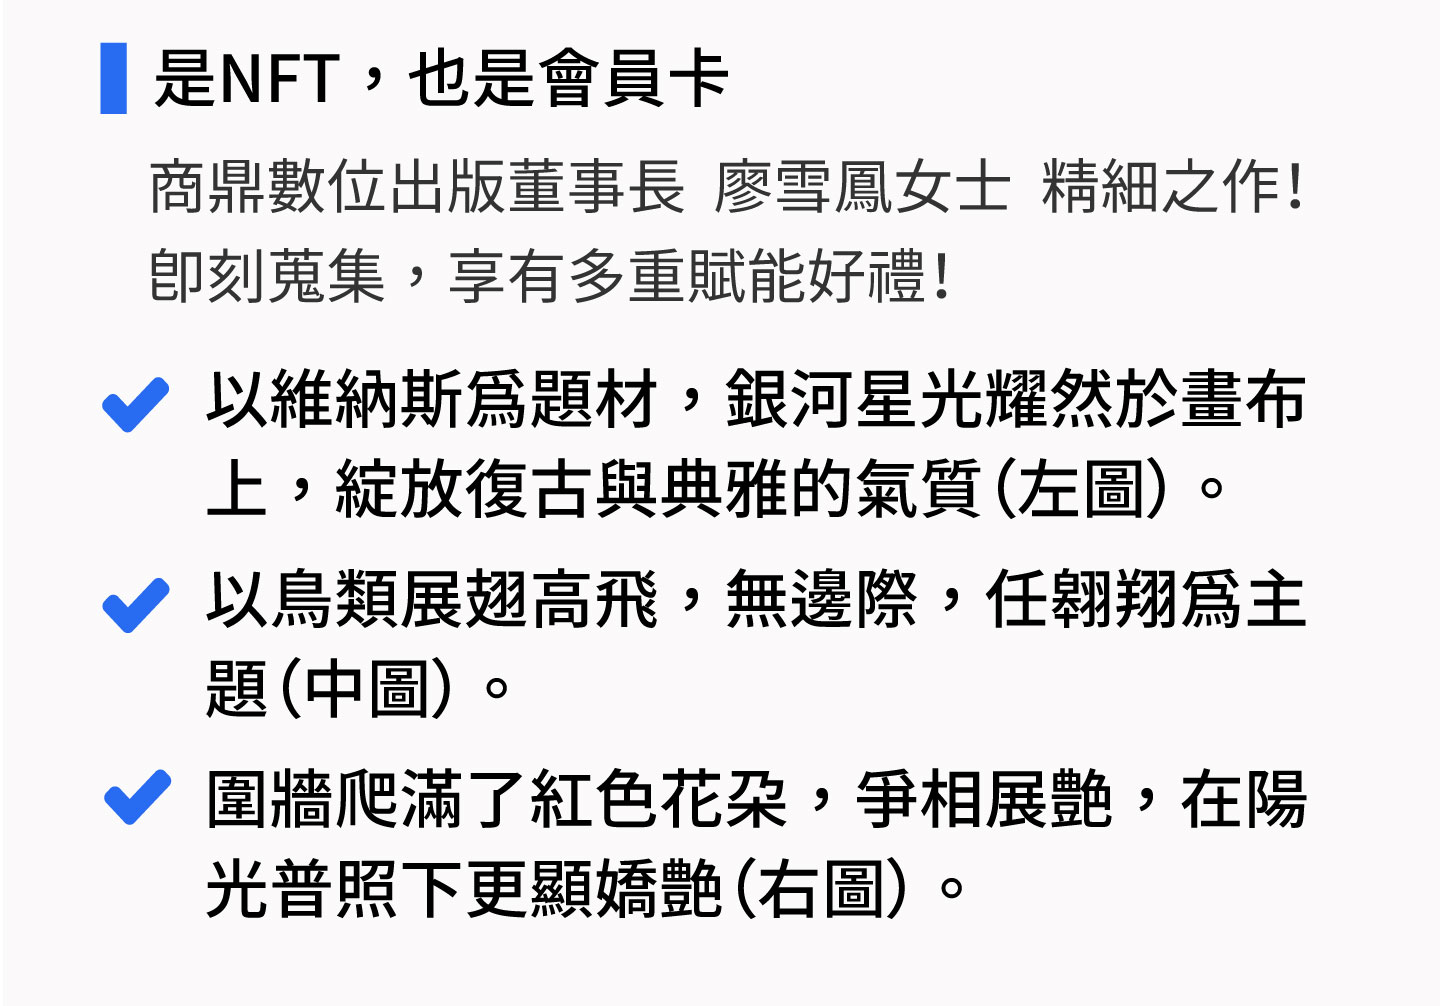 是NFT，也是會員卡
商鼎數位出版董事長 廖雪鳳女士 精細之作！
卽刻蒐集，享有多重賦能好禮！
以維納斯爲題材，銀河星光耀然於畫布
上，綻放復古與典雅的氣質（左圖）。
以鳥類展翅高飛，無邊際，任翱翔爲主
題（中圖）。
圍牆爬滿了紅色花朶，爭相展艷，在陽
光普照下更顯嬌艷（右圖）。